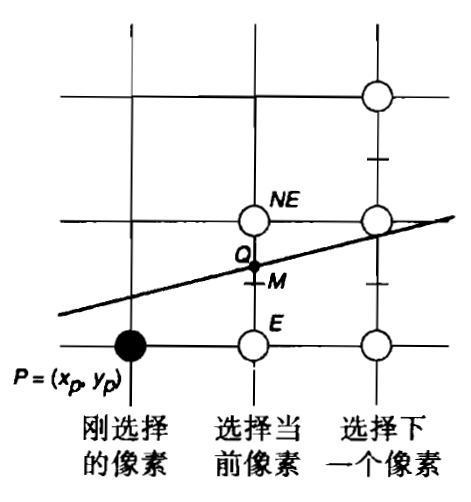 NE
Q
M
E
P = (xp, yp)
刚选择 选择当 选择下
的像素 前像素 一个像素